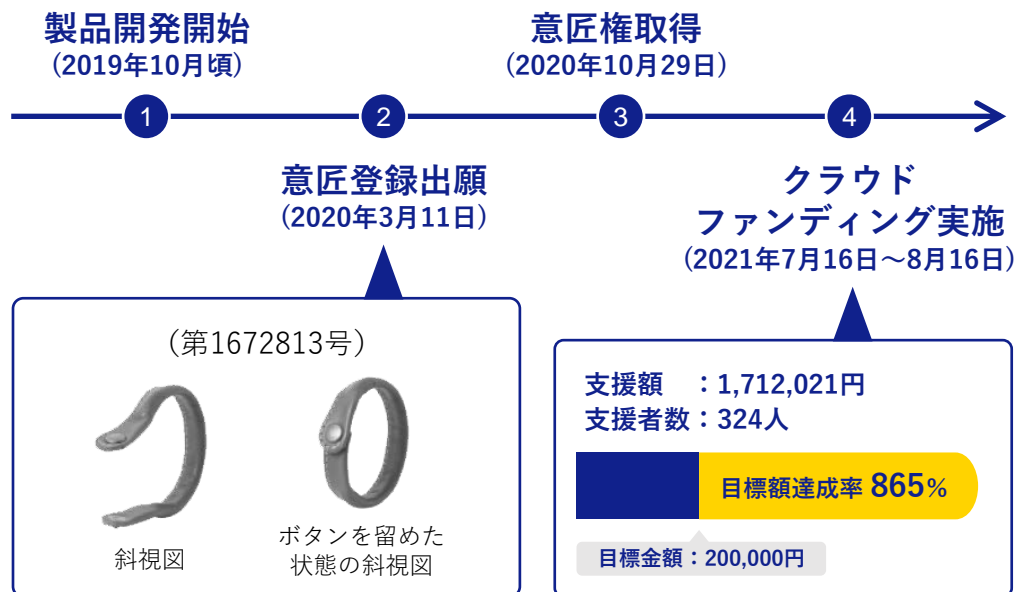 製品開発開始
(2019年10月頃)
意匠権取得
(2020年10月29日)
1
2
3
4
意匠登録出願
(2020年3月11日)
クラウド
ファンディング実施
(2021年7月16日～8月16日)
（第1672813号）
斜視図
ボタンを留めた
状態の斜視図
支援額　：1,712,021円
支援者数：324人
目標額達成率 865%
目標金額：200,000円